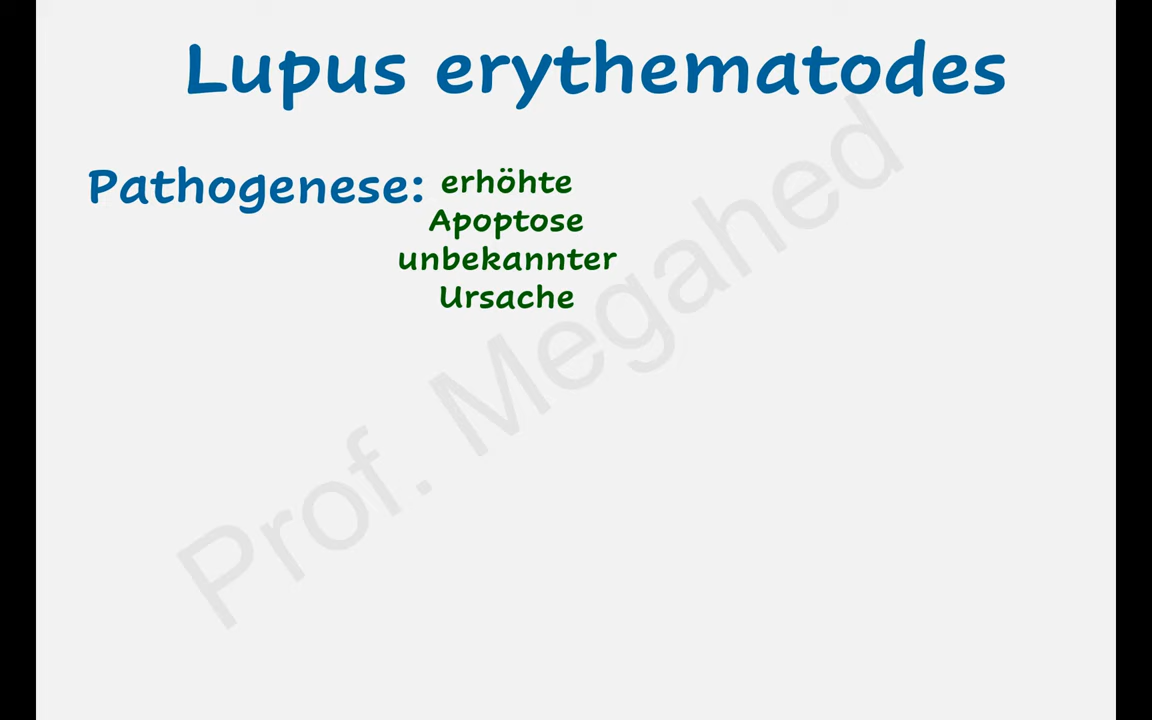 Lupus erythematodes
Pathogenese:
erhöhte
Apoptose
unbekannter
Ursache
Prof. Megahed